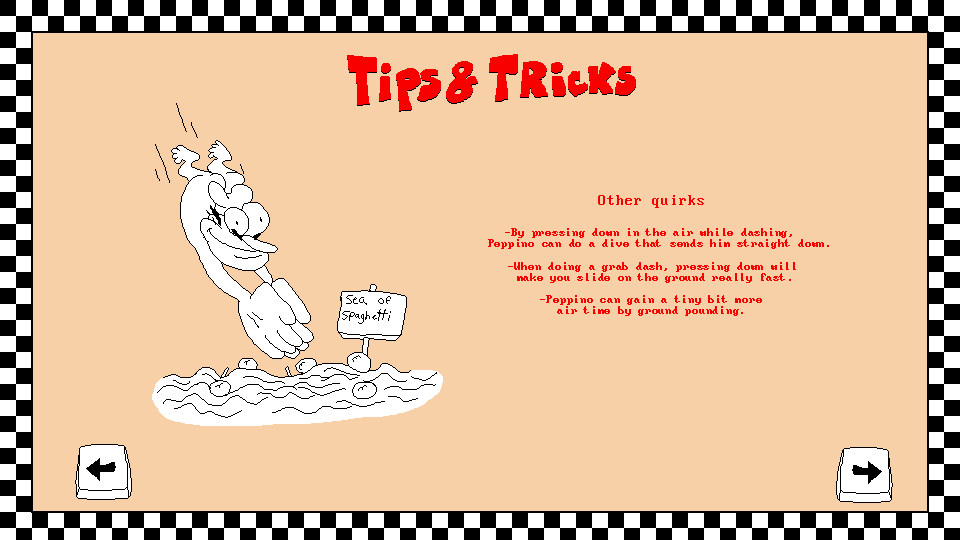 Tips & Tricks
Other quirks
-By pressing down in the air while dashing,
Peppino can do a dive that sends him straight down.
-When doing a grab dash, pressing down will
make you slide on the ground really fast.
-Peppino can gain a tiny bit more
air time by ground pounding.
Sea of
Spaghetti